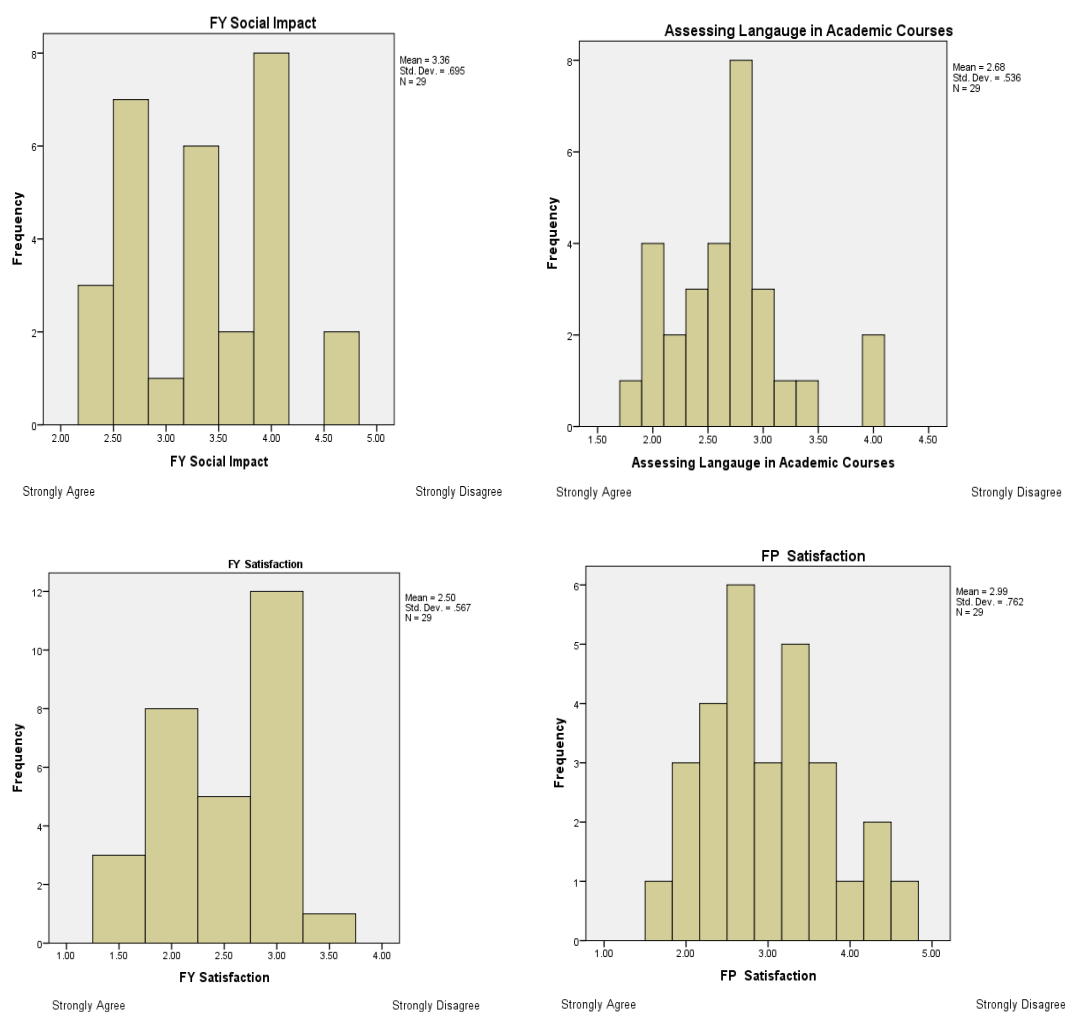 FY Social Impact
Mean = 3.36
Std. Dev. = .695
N = 29
8
6
4
2
0
Frequency
2.00 2.50 3.00 3.50 4.00 4.50 5.00
FY Social Impact
Strongly Agree Strongly Disagree
Assessing Langauge in Academic Courses
Mean = 2.68
Std. Dev. = .536
N = 29
8
6
4
2
0
Frequency
1.50 2.00 2.50 3.00 3.50 4.00 4.50
Assessing Langauge in Academic Courses
Strongly Agree Strongly Disagree
FY Satisfaction
Mean = 2.50
Std. Dev. = .567
N = 29
12
10
8
6
4
2
0
Frequency
1.00 1.50 2.00 2.50 3.00 3.50 4.00
FY Satisfaction
Strongly Agree Strongly Disagree
FP Satisfaction
Mean = 2.99
Std. Dev. = .762
N = 29
6
5
4
3
2
1
0
Frequency
1.00 2.00 3.00 4.00 5.00
FP Satisfaction
Strongly Agree Strongly Disagree